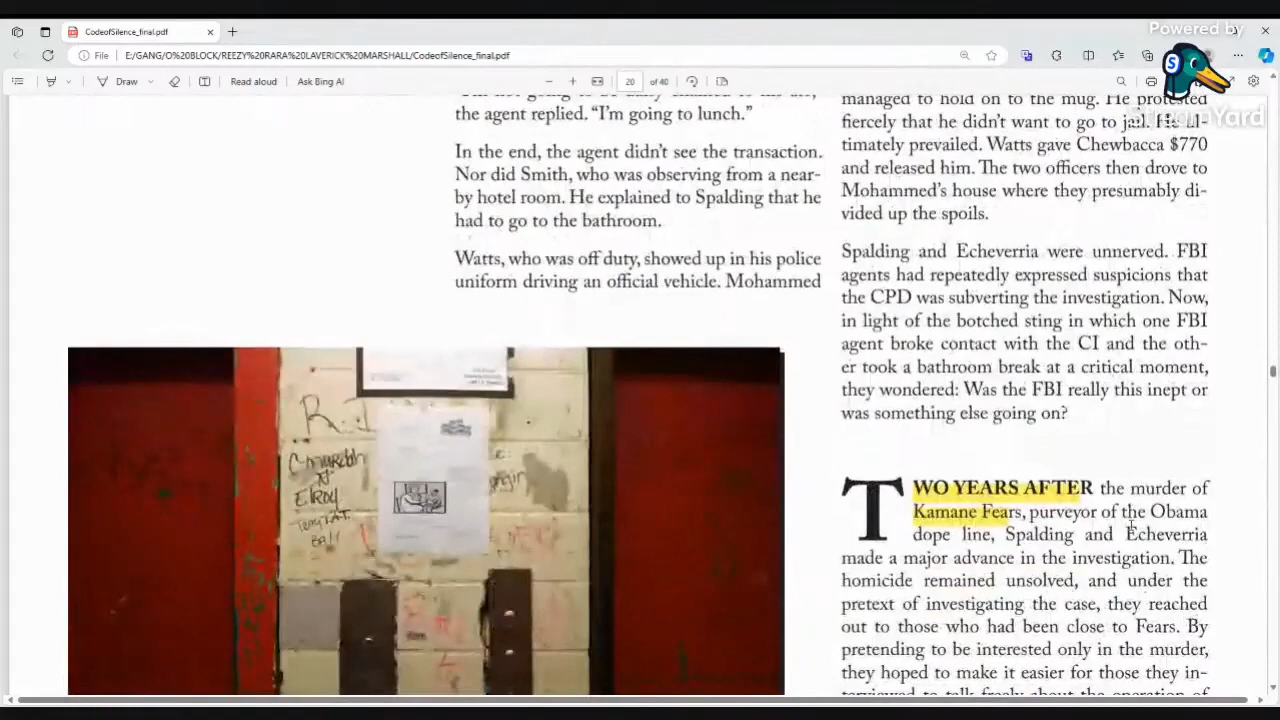 Powered by
StreamYard
CodeofSilence_final.pdf
File
E:/GANG/O%20BLOCK/REEZY%20RARA%20LAVERICK%20MARSHALL/CodeofSilence_final.pdf
Draw
Read aloud
Ask Bing AI
20
of 40
the agent replied. “I’m going to lunch.”
In the end, the agent didn’t see the transaction.
Nor did Smith, who was observing from a near-
by hotel room. He explained to Spalding that he
had to go to the bathroom.
Watts, who was off duty, showed up in his police
uniform driving an official vehicle. Mohammed
managed to hold on to the mug. He protested
fiercely that he didn’t want to go to jail. He ul-
timately prevailed. Watts gave Chewbacca $770
and released him. The two officers then drove to
Mohammed’s house where they presumably di-
vided up the spoils.
Spalding and Echeverria were unnerved. FBI
agents had repeatedly expressed suspicions that
the CPD was subverting the investigation. Now,
in light of the botched sting in which one FBI
agent broke contact with the CI and the oth-
er took a bathroom break at a critical moment,
they wondered: Was the FBI really this inept or
was something else going on?
TWO YEARS AFTER the murder of
Kamane Fears, purveyor of the Obama
dope line, Spalding and Echeverria
made a major advance in the investigation. The
homicide remained unsolved, and under the
pretext of investigating the case, they reached
out to those who had been close to Fears. By
pretending to be interested only in the murder,
they hoped to make it easier for those they in-
terviewed to talk freely about the operation of
Elroy